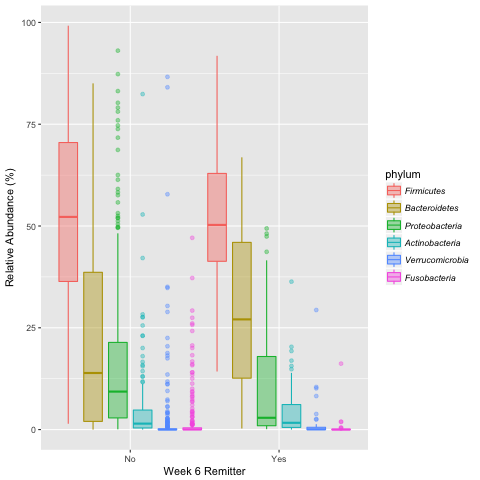 100
75
50
25
0
Relative Abundance (%)
No
Yes
Week 6 Remitter
phylum
Firmicutes
Bacteroidetes
Proteobacteria
Actinobacteria
Verrucomicrobia
Fusobacteria